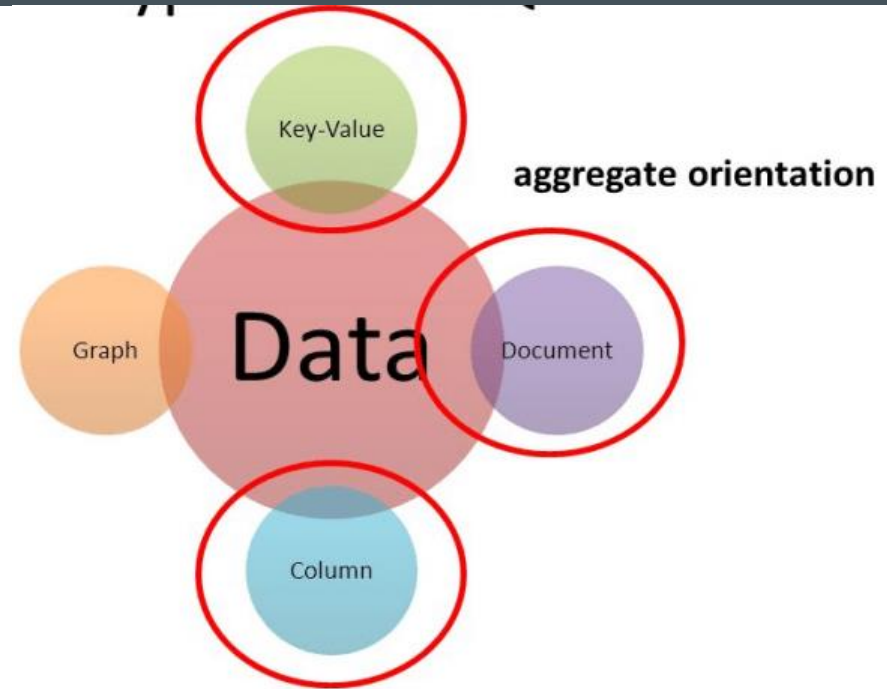 Key-Value
aggregate orientation
Graph
Data
Document
Column